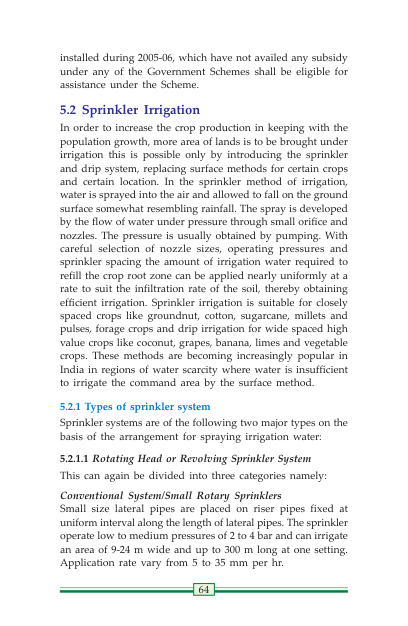 installed during 2005-06, which have not availed any subsidy
under any of the Government Schemes shall be eligible for
assistance under the Scheme.
5.2 Sprinkler Irrigation
In order to increase the crop production in keeping with the
population growth, more area of lands is to be brought under
irrigation this is possible only by introducing the sprinkler
and drip system, replacing surface methods for certain crops
and certain location. In the sprinkler method of irrigation,
water is sprayed into the air and allowed to fall on the ground
surface somewhat resembling rainfall. The spray is developed
by the flow of water under pressure through small orifice and
nozzles. The pressure is usually obtained by pumping. With
careful selection of nozzle sizes, operating pressures and
sprinkler spacing the amount of irrigation water required to
refill the crop root zone can be applied nearly uniformly at a
rate to suit the infiltration rate of the soil, thereby obtaining
efficient irrigation. Sprinkler irrigation is suitable for closely
spaced crops like groundnut, cotton, sugarcane, millets and
pulses, forage crops and drip irrigation for wide spaced high
value crops like coconut, grapes, banana, limes and vegetable
crops. These methods are becoming increasingly popular in
India in regions of water scarcity where water is insufficient
to irrigate the command area by the surface method.
5.2.1 Types of sprinkler system
Sprinkler systems are of the following two major types on the
basis of the arrangement for spraying irrigation water:
5.2.1.1 Rotating Head or Revolving Sprinkler System
This can again be divided into three categories namely:
Conventional System/Small Rotary Sprinklers
Small size lateral pipes are placed on riser pipes fixed at
uniform interval along the length of lateral pipes. The sprinkler
operate low to medium pressures of 2 to 4 bar and can irrigate
an area of 9-24 m wide and up to 300 m long at one setting.
Application rate vary from 5 to 35 mm per hr.
64